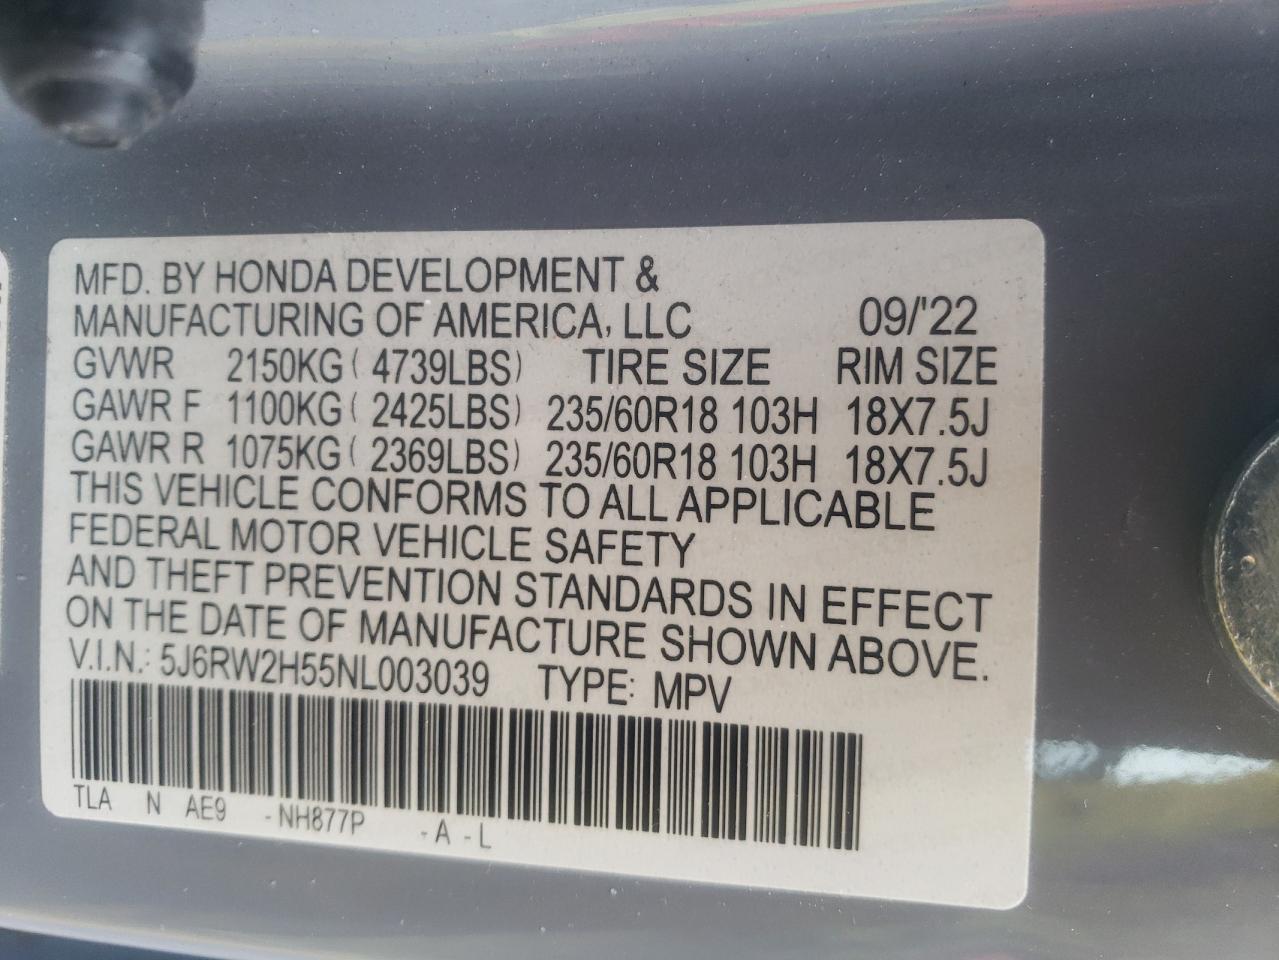 MFD. BY HONDA DEVELOPMENT &
MANUFACTURING OF AMERICA, LLC 09/'22
GVWR 2150KG ( 4739LBS) TIRE SIZE RIM SIZE
GAWR F 1100KG ( 2425LBS) 235/60R18 103H 18X7.5J
GAWR R 1075KG ( 2369LBS) 235/60R18 103H 18X7.5J
THIS VEHICLE CONFORMS TO ALL APPLICABLE
FEDERAL MOTOR VEHICLE SAFETY
AND THEFT PREVENTION STANDARDS IN EFFECT
ON THE DATE OF MANUFACTURE SHOWN ABOVE.
V.I.N.: 5J6RW2H55NL003039 TYPE: MPV
TLA N AE9 -NH877P -A -L